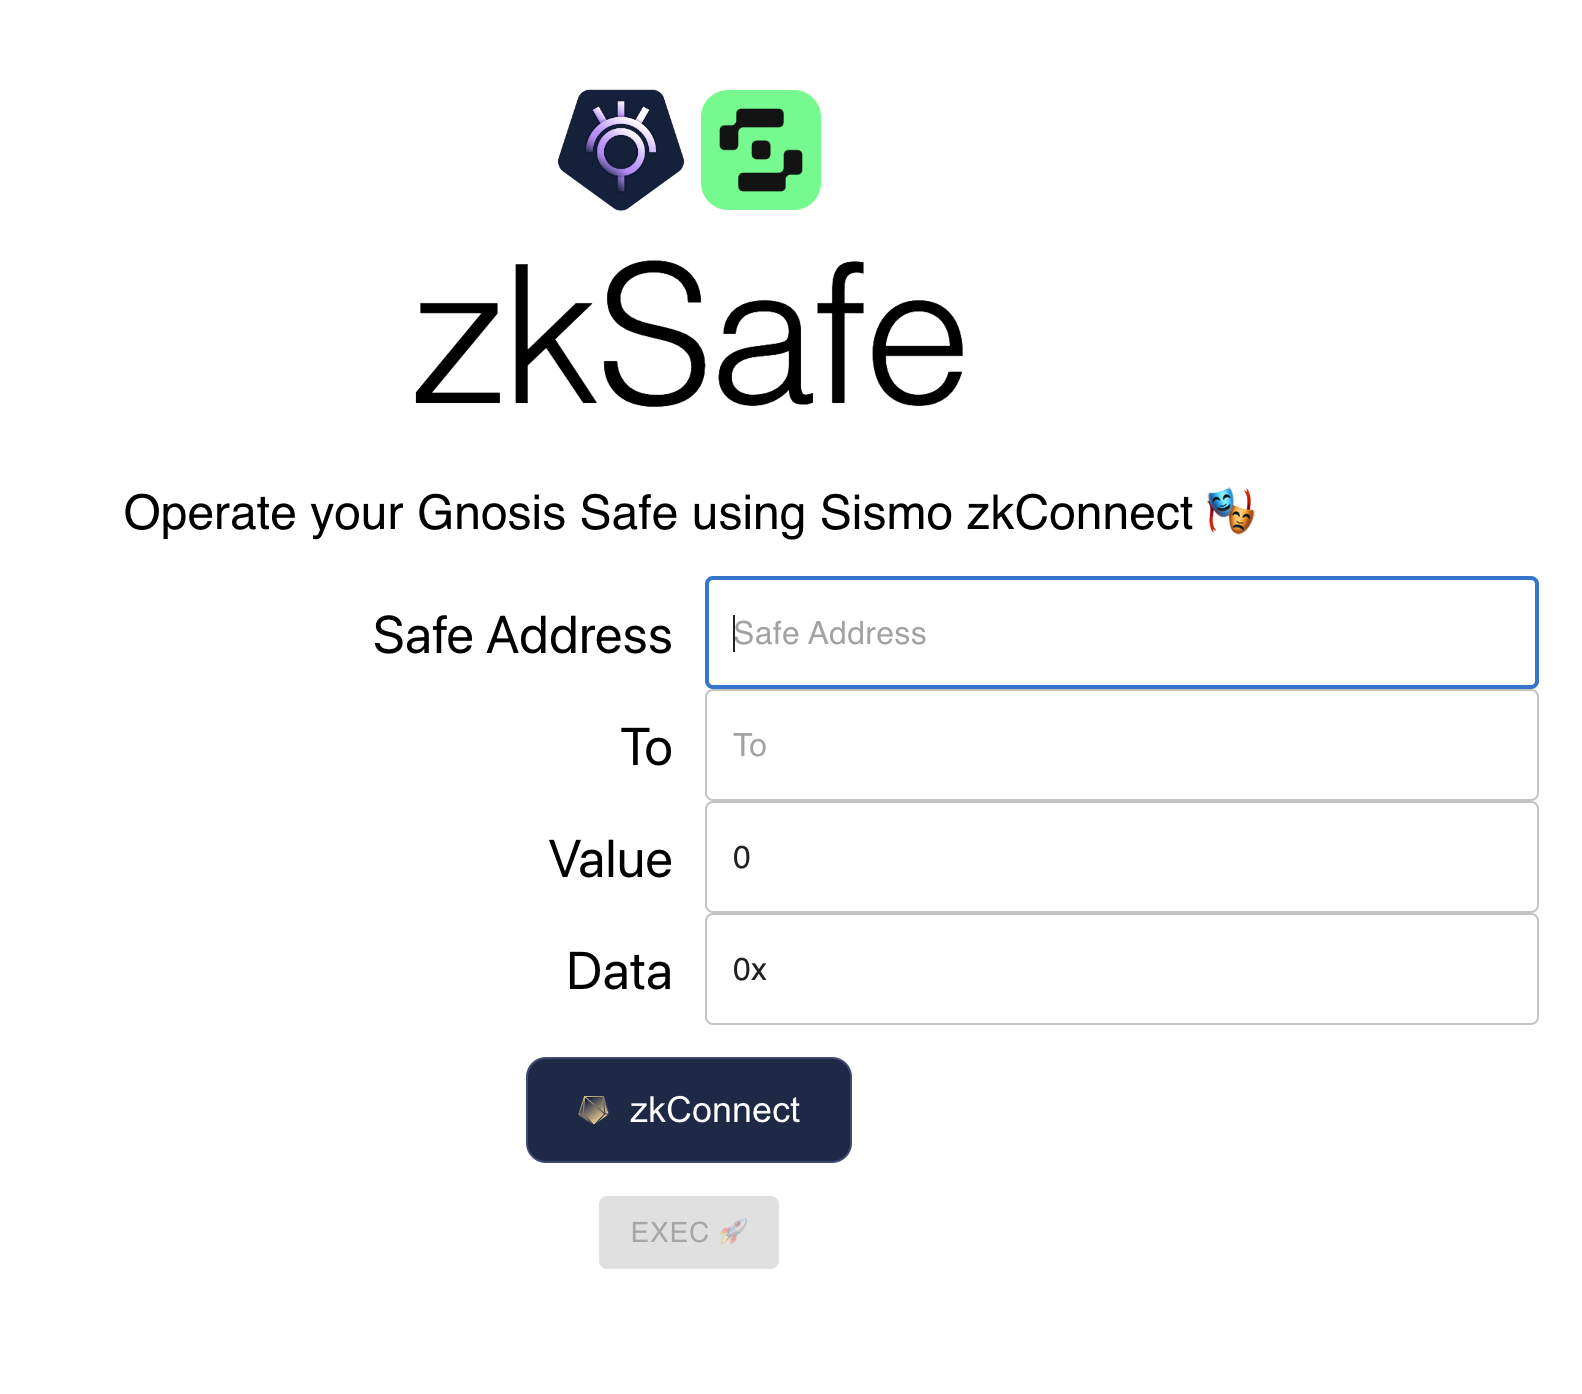 zkSafe
Operate your Gnosis Safe using Sismo zkConnect 🎭
Safe Address Safe Address
To To
Value 0
Data 0x
zkConnect
EXEC 🚀